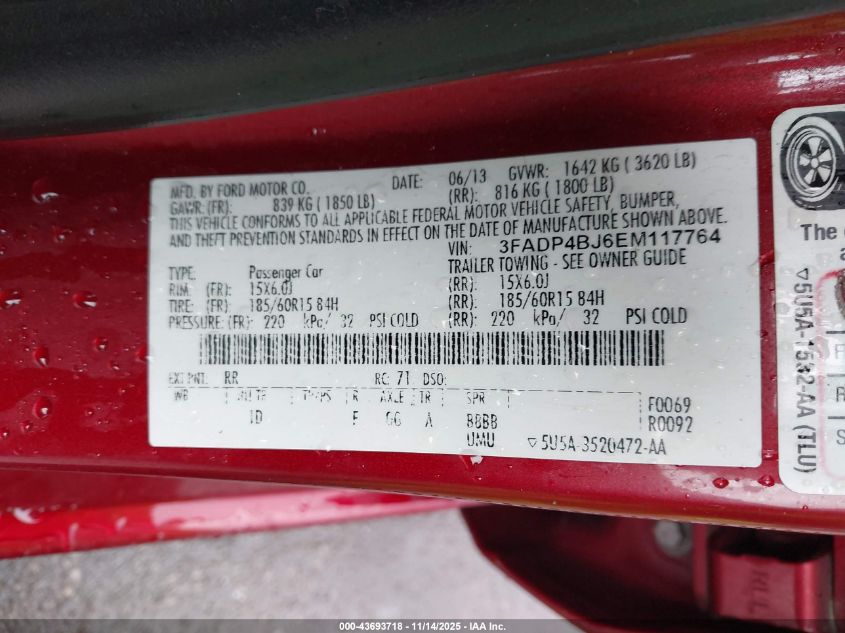 MFD. BY FORD MOTOR CO. DATE: 06/13 GVWR: 1642 KG ( 3620 LB)
GAWR: (FR): 839 KG ( 1850 LB) (RR): 816 KG ( 1800 LB)
THIS VEHICLE CONFORMS TO ALL APPLICABLE FEDERAL MOTOR VEHICLE SAFETY, BUMPER,
AND THEFT PREVENTION STANDARDS IN EFFECT ON THE DATE OF MANUFACTURE SHOWN ABOVE.
VIN: 3FADP4BJ6EM117764
TYPE: Passenger Car TRAILER TOWING - SEE OWNER GUIDE
RIM: (FR): 15X6.0J (RR): 15X6.0J
TIRE: (FR): 185/60R15 84H (RR): 185/60R15 84H
PRESSURE: (FR): 220 kPa/ 32 PSI COLD (RR): 220 kPa/ 32 PSI COLD
EXT PNT: RR RC: 71 DSO:
WB R AXLE TR SPR F0069
ID F GG A BBBB R0092
UMU ▽5U5A-3520472-AA
The
▽5U5A-1532-AA (TLU)
000-43693718 - 11/14/2025 - IAA Inc.